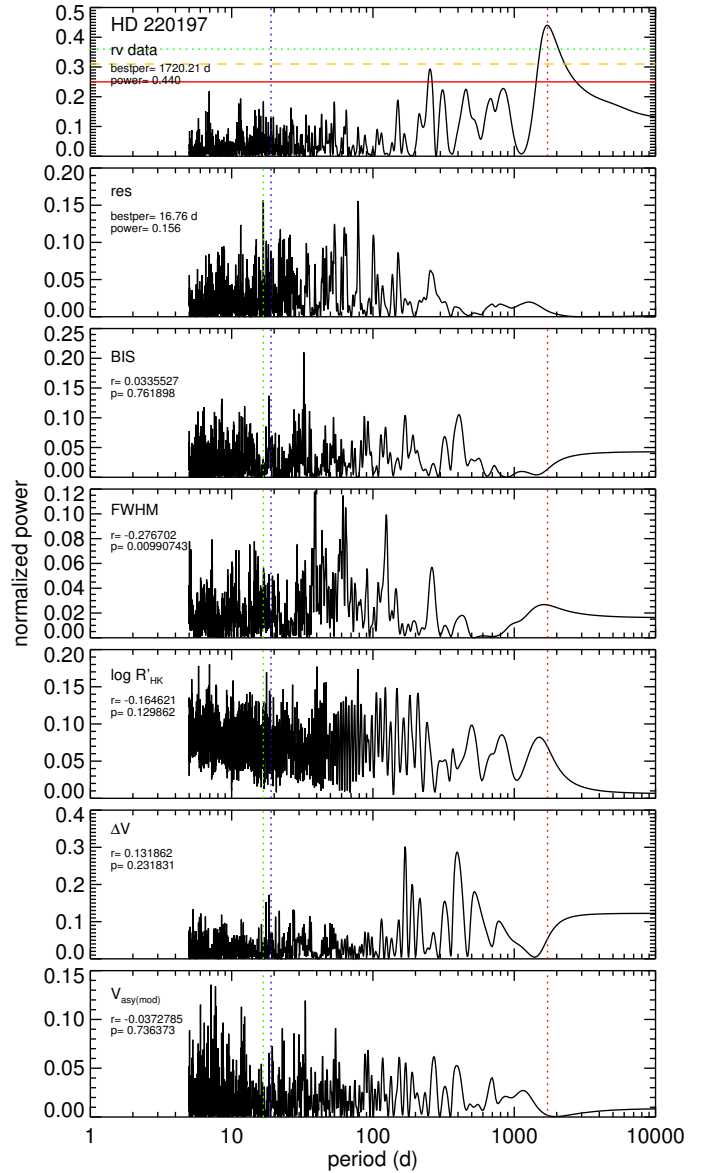 HD 220197
rv data
bestper= 1720.21 d
power= 0.440
0.5
0.4
0.3
0.2
0.1
0.0
res
bestper= 16.76 d
power= 0.156
0.20
0.15
0.10
0.05
0.00
BIS
r= 0.0335527
p= 0.761898
0.25
0.20
0.15
0.10
0.05
0.00
FWHM
r= -0.276702
p= 0.00990743
0.12
0.10
0.08
0.06
0.04
0.02
0.00
log R'HK
r= -0.164621
p= 0.129862
0.20
0.15
0.10
0.05
0.00
ΔV
r= 0.131862
p= 0.231831
0.4
0.3
0.2
0.1
0.0
Vasy(mod)
r= -0.0372785
p= 0.736373
0.15
0.10
0.05
0.00
normalized power
1 10 100 1000 10000
period (d)